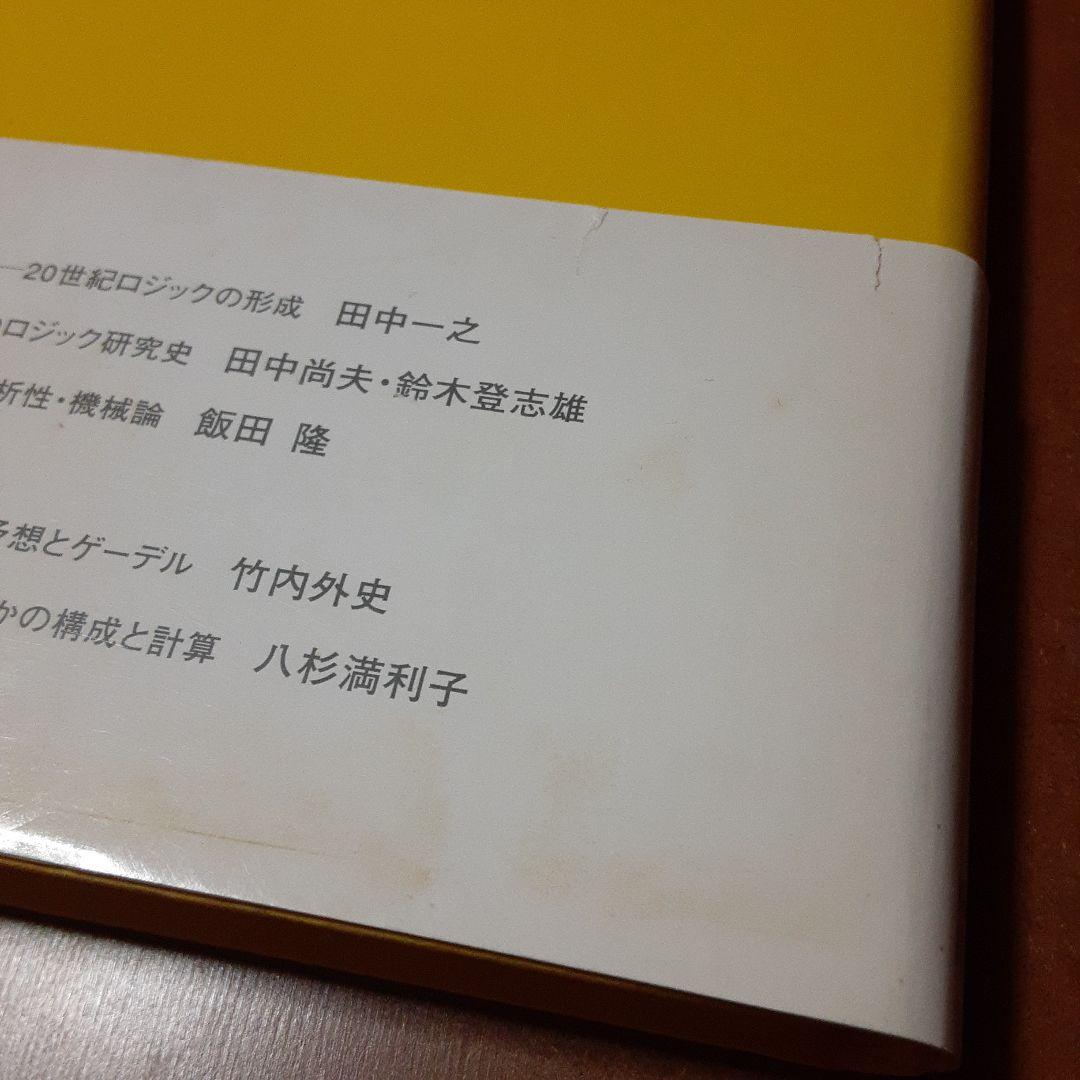 —20世紀ロジックの形成 田中一之
ロジック研究史 田中尚夫・鈴木登志雄
析性・機械論 飯田 隆
予想とゲーデル 竹内外史
かの構成と計算 八杉満利子